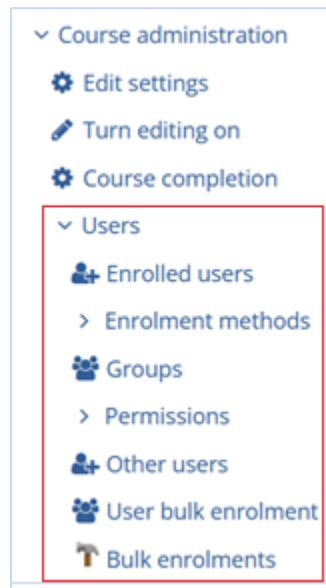 Course administration
Edit settings
Turn editing on
Course completion
Users
Enrolled users
Enrolment methods
Groups
Permissions
Other users
User bulk enrolment
Bulk enrolments